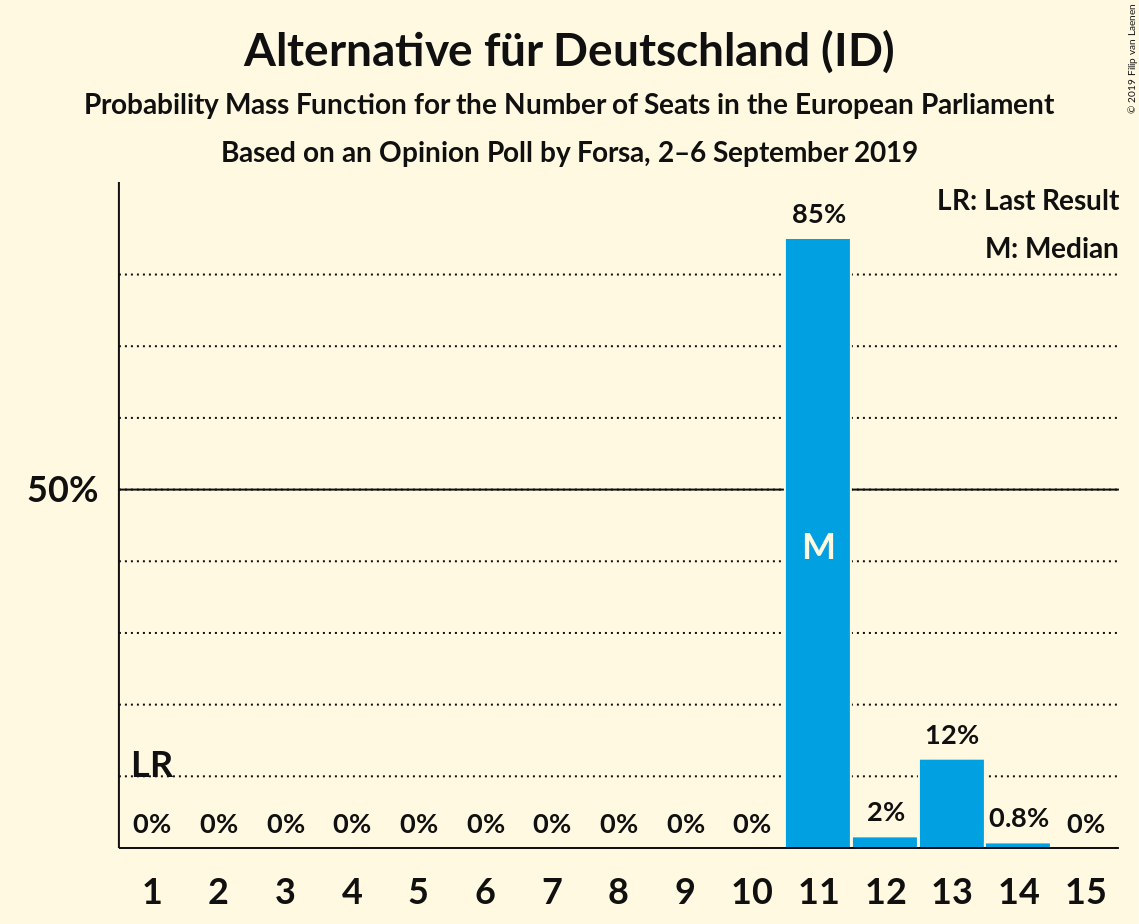 Alternative für Deutschland (ID)
Probability Mass Function for the Number of Seats in the European Parliament
Based on an Opinion Poll by Forsa, 2–6 September 2019
© 2019 Filip van Laenen
LR: Last Result
M: Median
85%
50%
M
12%
LR
0% 0% 0% 0% 0% 0% 0% 0% 0% 0% 2% 0.8% 0%
1 2 3 4 5 6 7 8 9 10 11 12 13 14 15